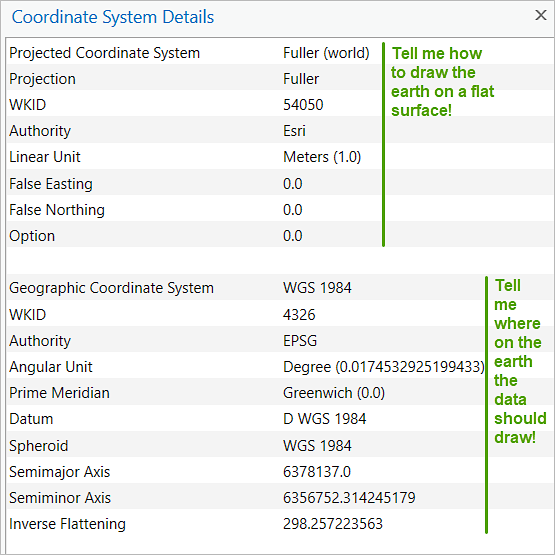 Coordinate System Details
Projected Coordinate System Fuller (world)
Projection Fuller
WKID 54050
Authority Esri
Linear Unit Meters (1.0)
False Easting 0.0
False Northing 0.0
Option 0.0
Tell me how
to draw the
earth on a flat
surface!
Geographic Coordinate System WGS 1984
WKID 4326
Authority EPSG
Angular Unit Degree (0.0174532925199433)
Prime Meridian Greenwich (0.0)
Datum D WGS 1984
Spheroid WGS 1984
Semimajor Axis 6378137.0
Semiminor Axis 6356752.314245179
Inverse Flattening 298.257223563
Tell
me
where
on the
earth
the
data
should
draw!